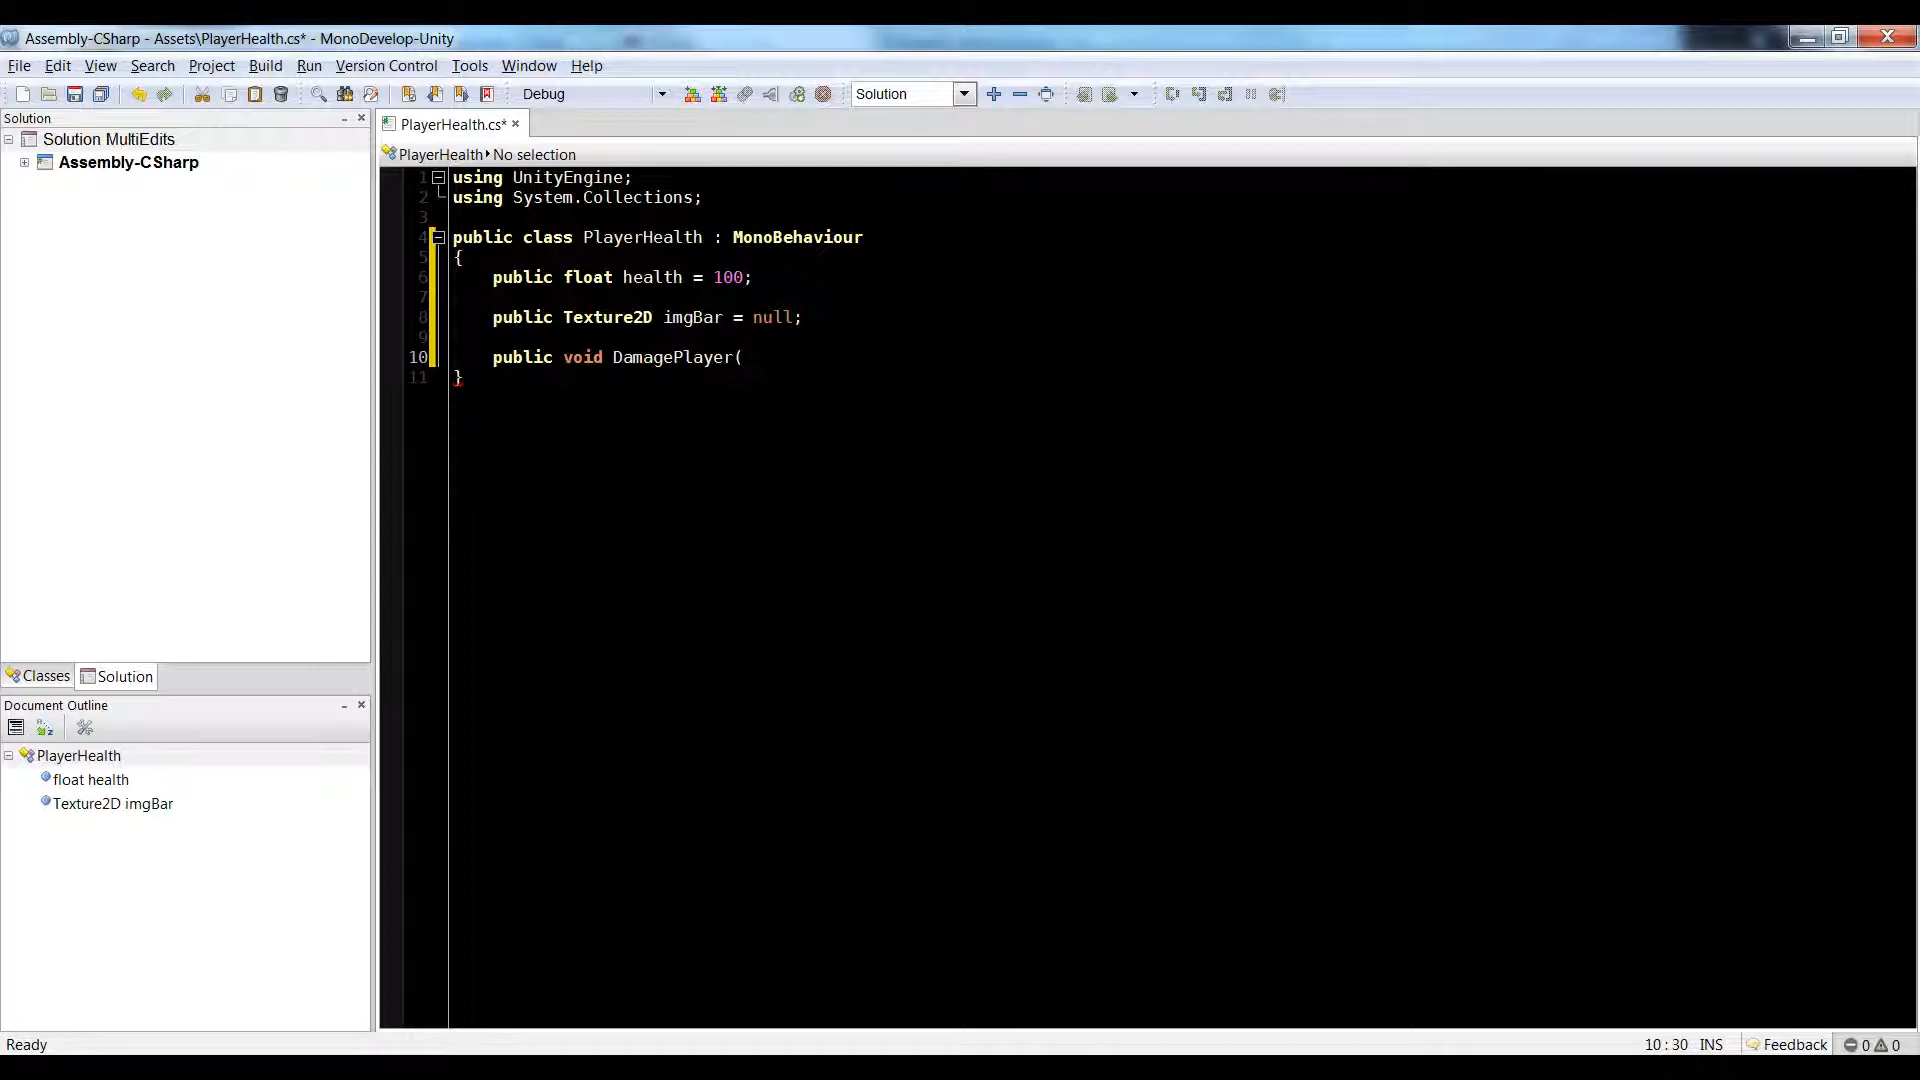 Assembly-CSharp - Assets\PlayerHealth.cs* - MonoDevelop-Unity
File Edit View Search Project Build Run Version Control Tools Window Help
Debug Solution
Solution
PlayerHealth.cs*
Solution MultiEdits
Assembly-CSharp
PlayerHealth No selection
1 using UnityEngine;
2 using System.Collections;
3
4 public class PlayerHealth : MonoBehaviour
5 {
6 public float health = 100;
7
8 public Texture2D imgBar = null;
9
10 public void DamagePlayer(
11 }
Classes Solution
Document Outline
PlayerHealth
float health
Texture2D imgBar
Ready 10 : 30 INS Feedback 0 0